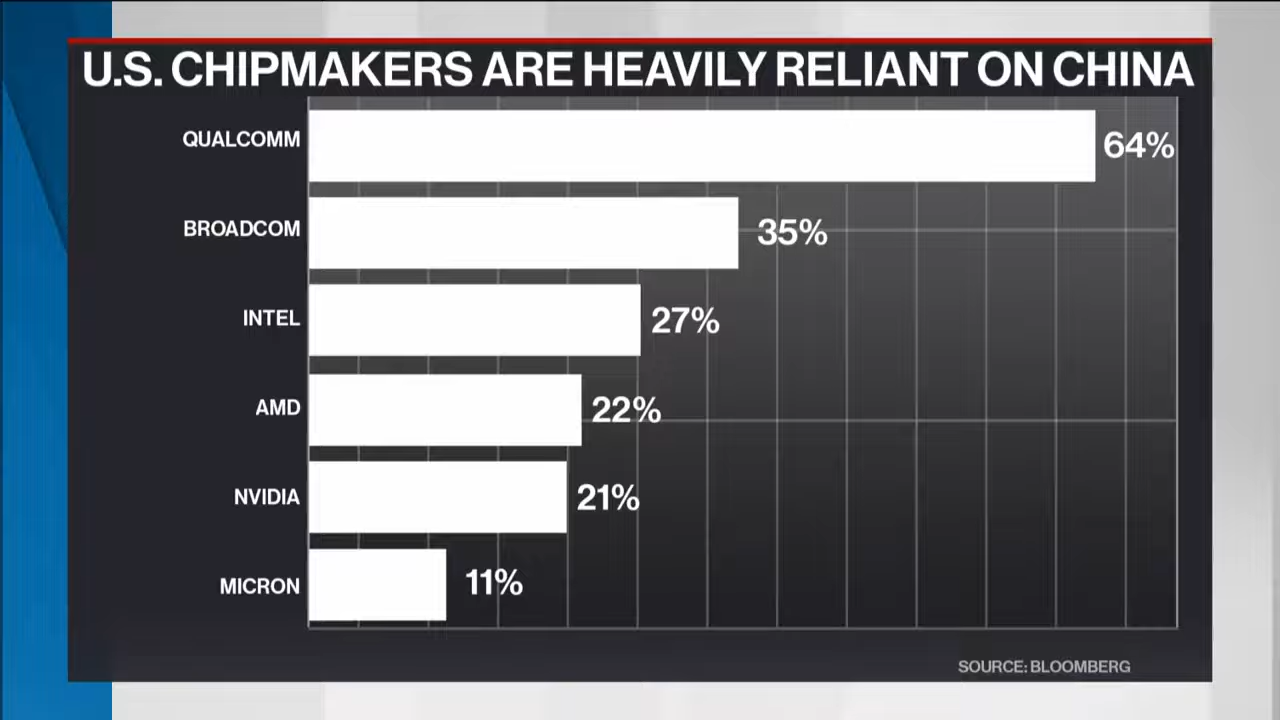 U.S. CHIPMAKERS ARE HEAVILY RELIANT ON CHINA
QUALCOMM 64%
BROADCOM 35%
INTEL 27%
AMD 22%
NVIDIA 21%
MICRON 11%
SOURCE: BLOOMBERG